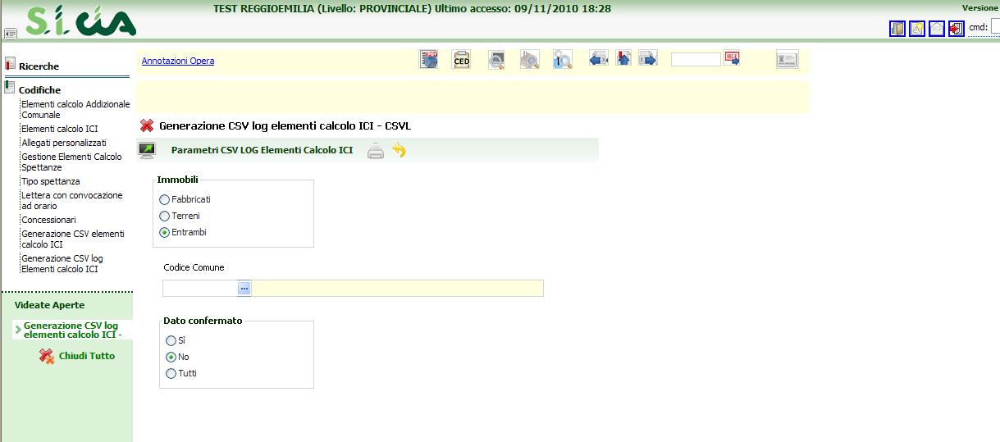 S.I. CIA
TEST REGGIOEMILIA (Livello: PROVINCIALE) Ultimo accesso: 09/11/2010 18:28
Versione
cmd:
Ricerche
Codifiche
Elementi calcolo Addizionale
Comunale
Elementi calcolo ICI
Allegati personalizzati
Gestione Elementi Calcolo
Spettanze
Tipo spettanza
Lettera con convocazione
ad orario
Concessionari
Generazione CSV elementi
calcolo ICI
Generazione CSV log
Elementi calcolo ICI
Videate Aperte
Generazione CSV log
elementi calcolo ICI -
Chiudi Tutto
Annotazioni Opera
CED
Generazione CSV log elementi calcolo ICI - CSVL
Parametri CSV LOG Elementi Calcolo ICI
Immobili
Fabbricati
Terreni
Entrambi
Codice Comune
...
Dato confermato
Sì
No
Tutti